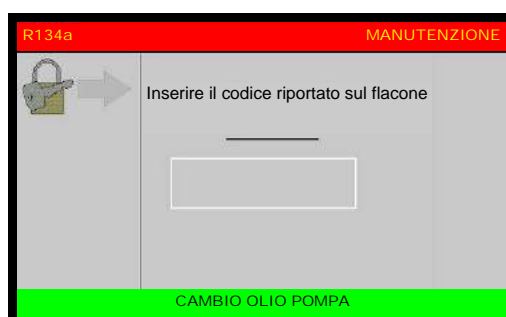 R134a MANUTENZIONE
Inserire il codice riportato sul flacone
CAMBIO OLIO POMPA